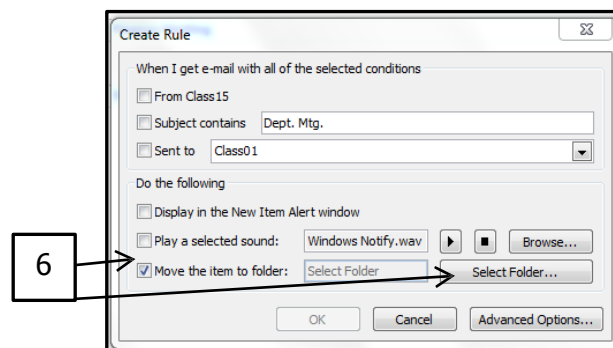 Create Rule
When I get e-mail with all of the selected conditions
From Class15
Subject contains Dept. Mtg.
Sent to Class01
Do the following
Display in the New Item Alert window
Play a selected sound: Windows Notify.wav Browse...
6
Move the item to folder: Select Folder Select Folder...
OK Cancel Advanced Options...